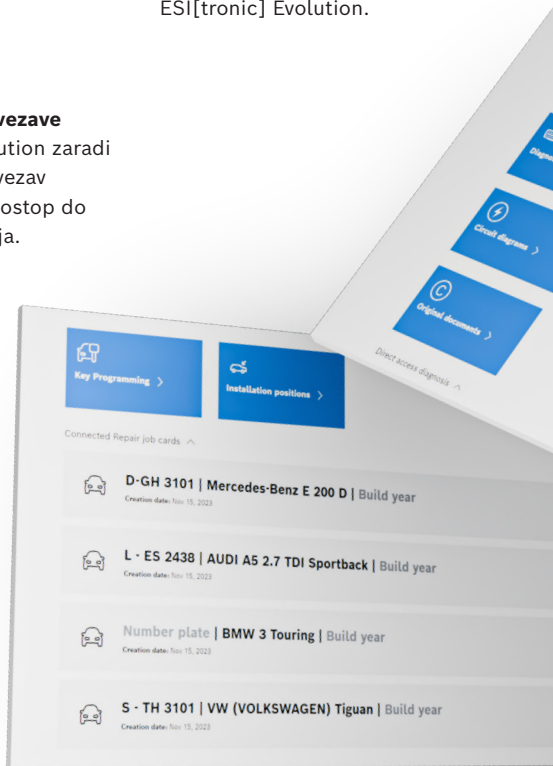 ESI[tronic] Evolution.
vezave
ution zaradi
vezav
ostop do
ja.
Circuit diagrams
Original documents
Direct access diagnosis
Key Programming
Installation positions
Connected Repair job cards
D-GH 3101 | Mercedes-Benz E 200 D | Build year
Creation date: Nov 15, 2023
L - ES 2438 | AUDI A5 2.7 TDI Sportback | Build year
Creation date: Nov 15, 2023
Number plate | BMW 3 Touring | Build year
Creation date: Nov 15, 2023
S - TH 3101 | VW (VOLKSWAGEN) Tiguan | Build year
Creation date: Nov 15, 2023